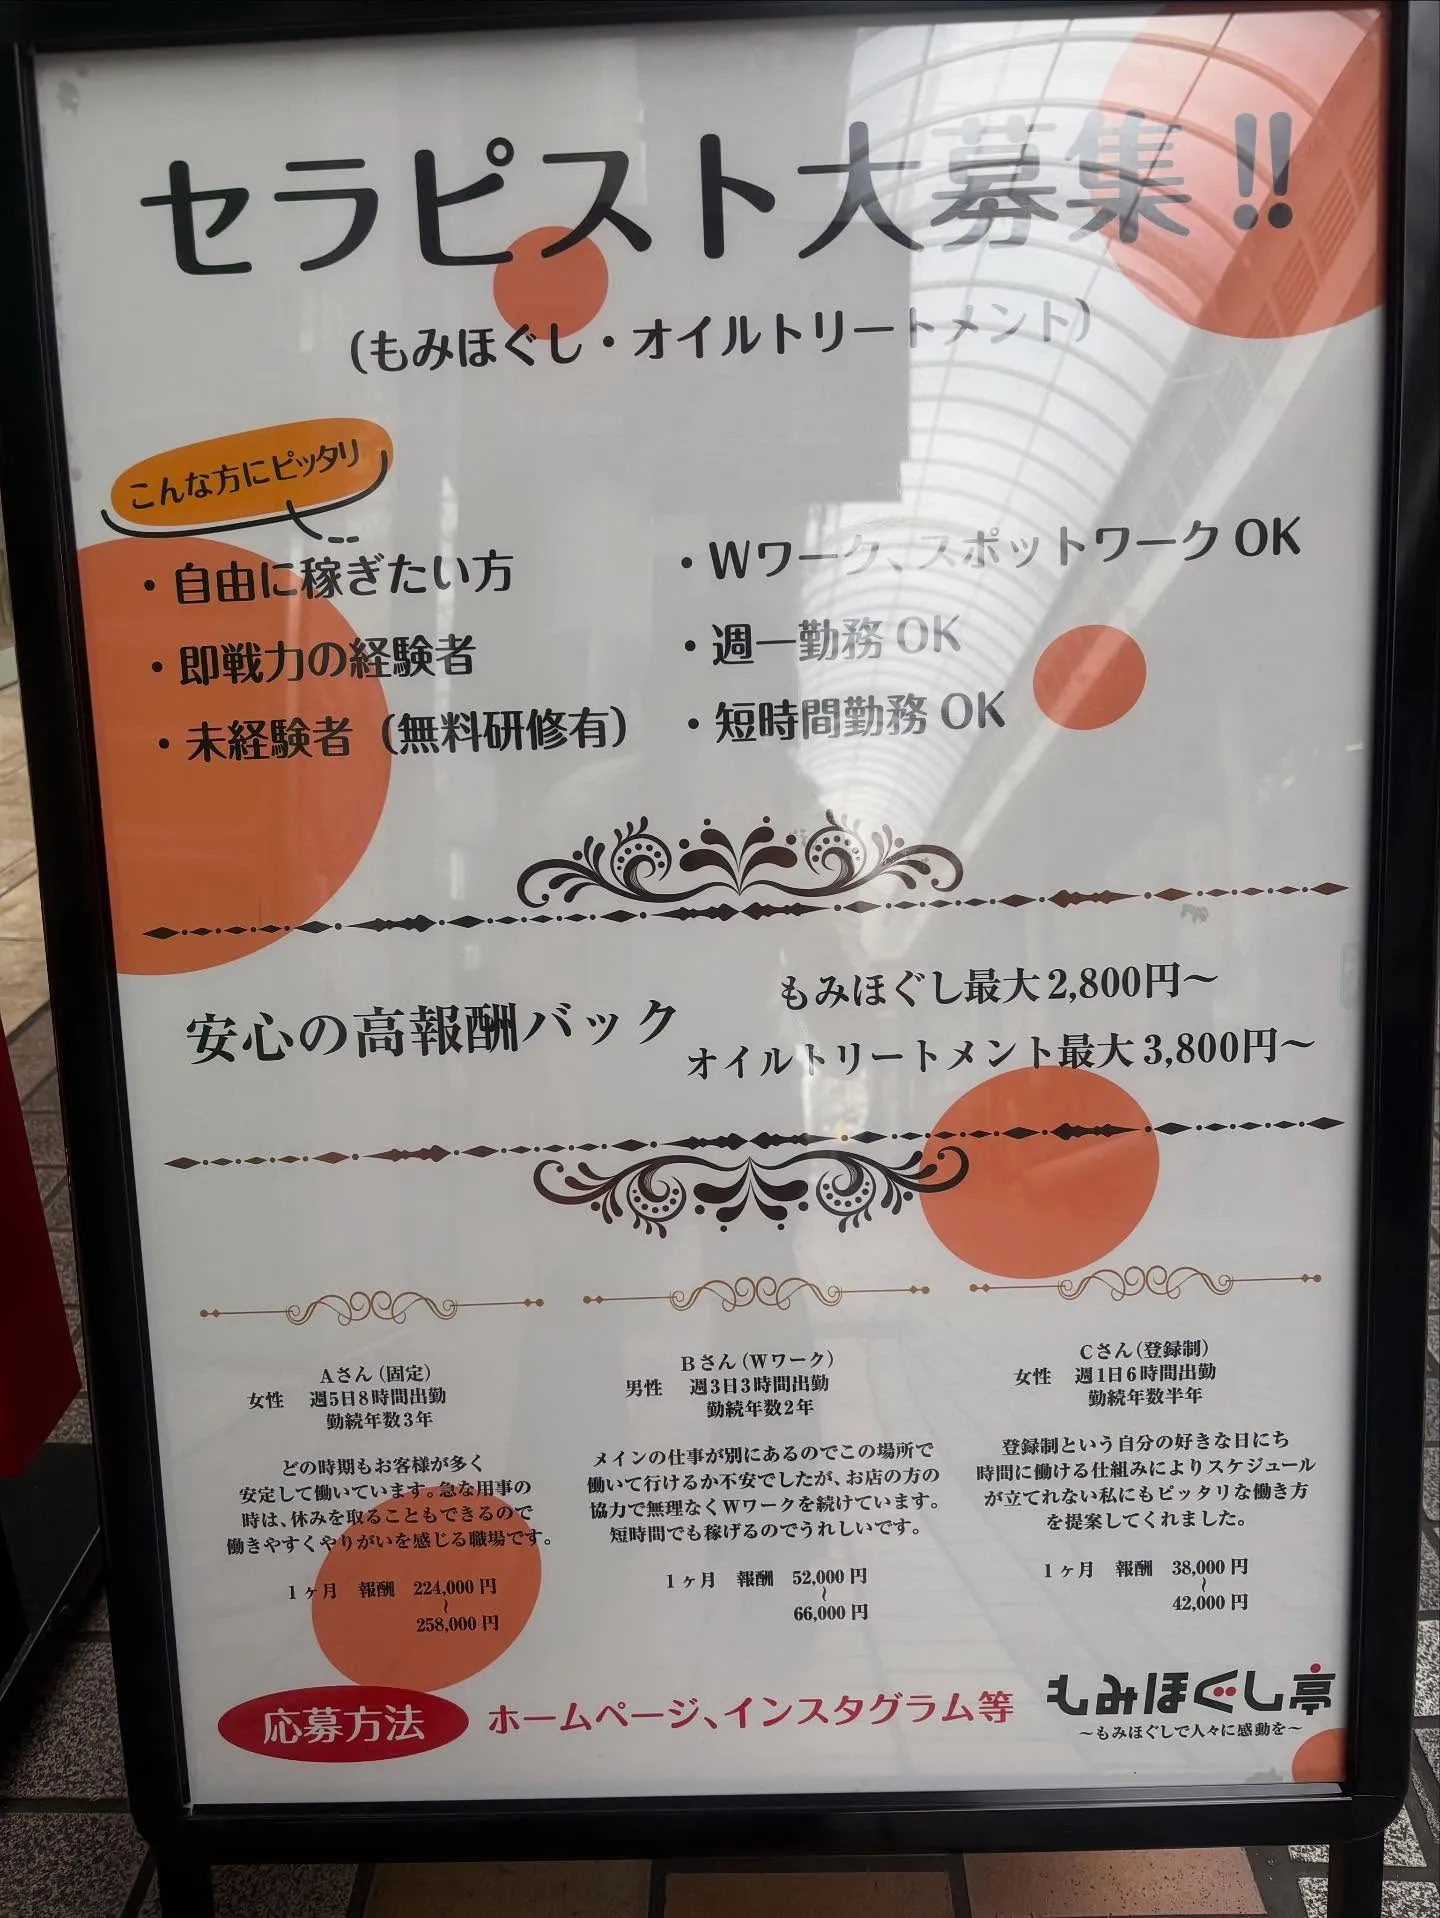 セラピスト大募集!!
(もみほぐし・オイルトリートメント)
こんな方にピッタリ
・自由に稼ぎたい方
・即戦力の経験者
・未経験者（無料研修有）
・Wワーク、スポットワーク OK
・週一勤務 OK
・短時間勤務 OK
安心の高報酬バック
もみほぐし最大2,800円〜
オイルトリートメント最大3,800円〜
Aさん（固定）
女性　週5日8時間出勤
勤続年数3年
どの時期もお客様が多く
安定して働いています。急な用事の
時は、休みを取ることもできるので
働きやすくやりがいを感じる職場です。
1ヶ月　報酬　224,000円
〜
258,000円
Bさん（Wワーク）
男性　週3日3時間出勤
勤続年数2年
メインの仕事が別にあるのでこの場所で
働いて行けるか不安でしたが、お店の方の
協力で無理なくWワークを続けています。
短時間でも稼げるのでうれしいです。
1ヶ月　報酬　52,000円
〜
66,000円
Cさん（登録制）
女性　週1日6時間出勤
勤続年数半年
登録制という自分の好きな日にち
時間に働ける仕組みによりスケジュール
が立てれない私にもピッタリな働き方
を提案してくれました。
1ヶ月　報酬　38,000円
〜
42,000円
応募方法
ホームページ、インスタグラム等
もみほぐし亭
〜もみほぐしで人々に感動を〜